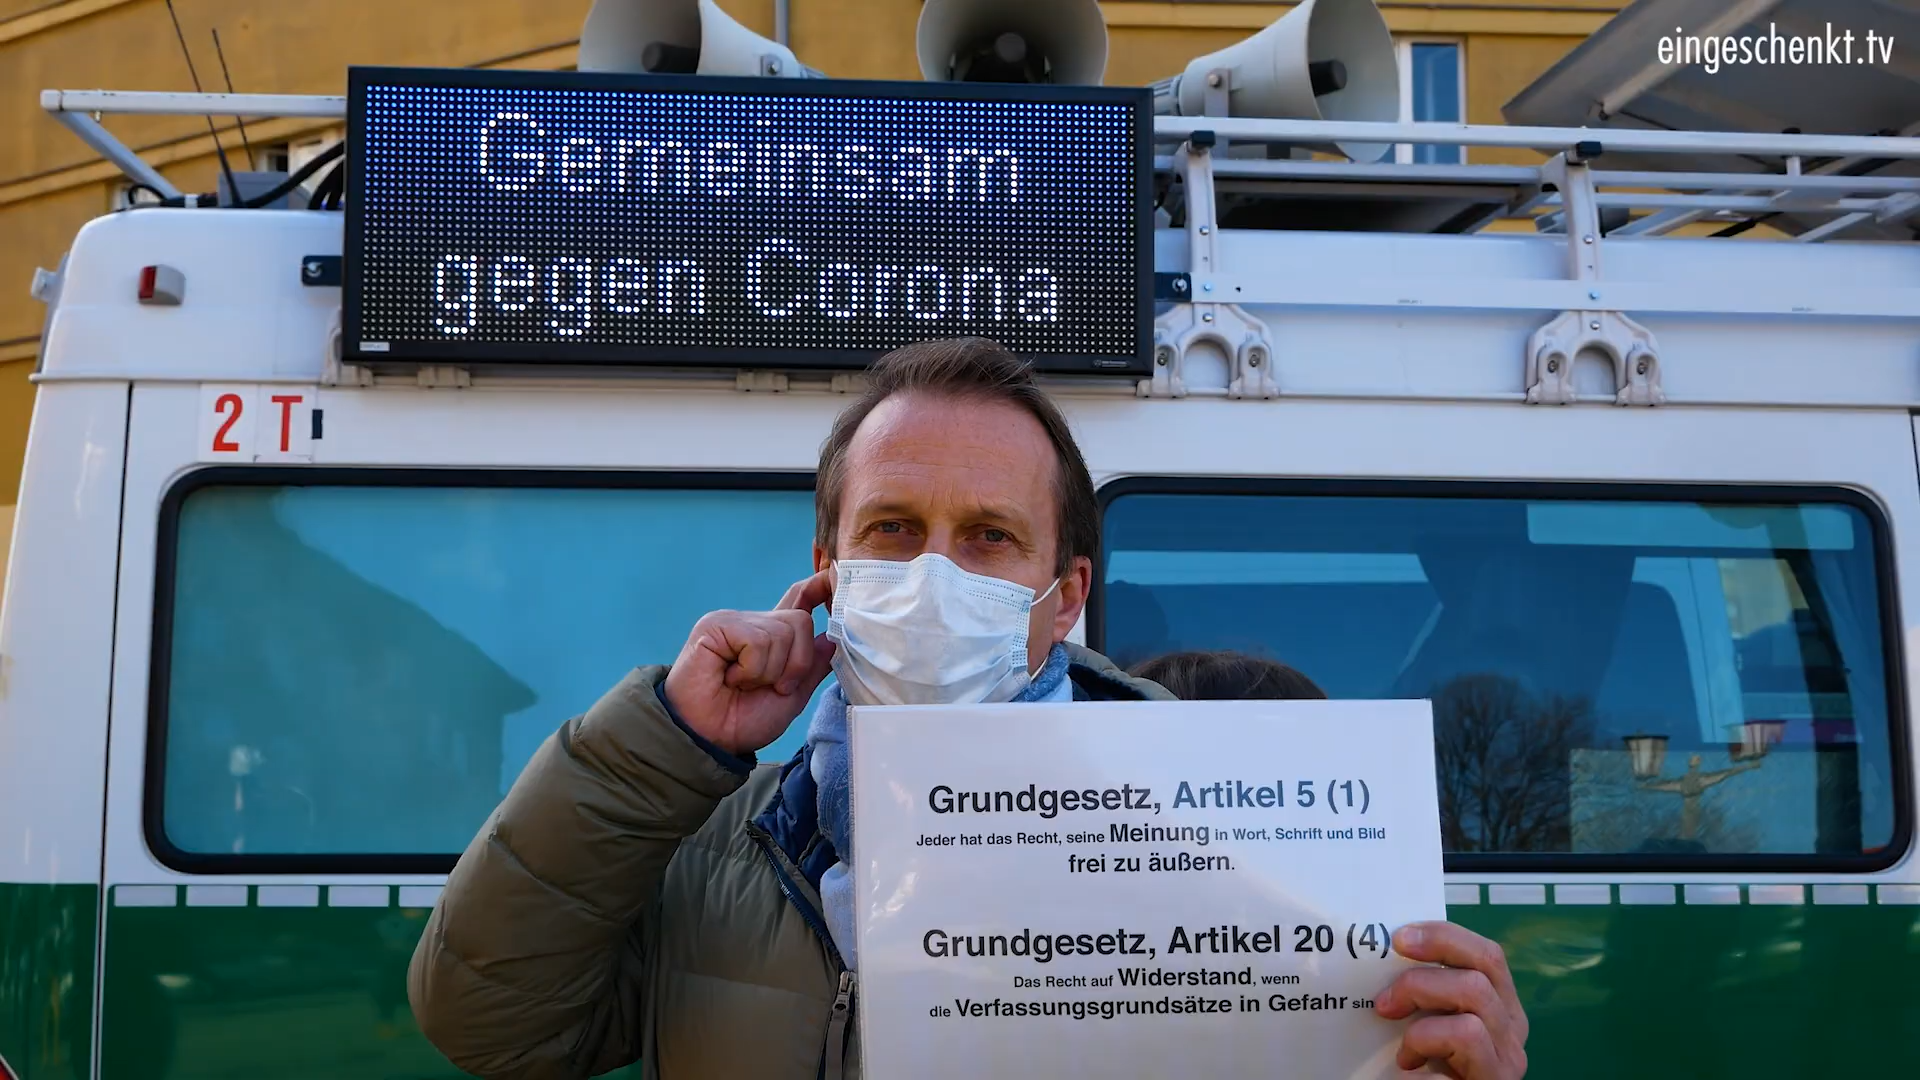 eingeschenkt.tv
Gemeinsam
gegen Corona
2 T
Grundgesetz, Artikel 5 (1)
Jeder hat das Recht, seine Meinung in Wort, Schrift und Bild
frei zu äußern.
Grundgesetz, Artikel 20 (4)
Das Recht auf Widerstand, wenn
die Verfassungsgrundsätze in Gefahr sin